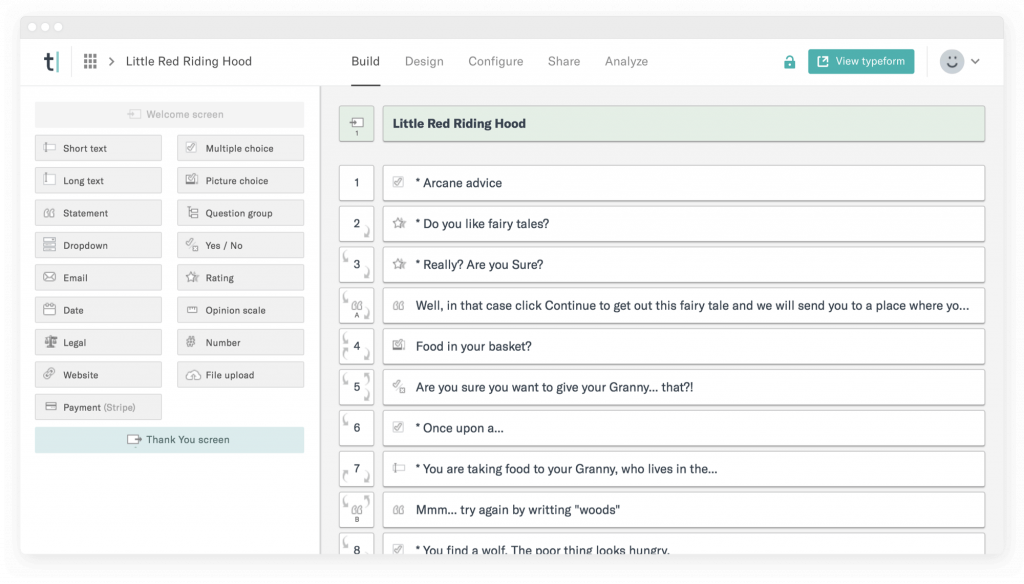 t Little Red Riding Hood Build Design Configure Share Analyze View typeform
Welcome screen
Short text Multiple choice
Long text Picture choice
Statement Question group
Dropdown Yes / No
Email Rating
Date Opinion scale
Legal Number
Website File upload
Payment (Stripe)
Thank You screen
1 Little Red Riding Hood
1 * Arcane advice
2 * Do you like fairy tales?
3 * Really? Are you Sure?
A Well, in that case click Continue to get out this fairy tale and we will send you to a place where yo...
4 Food in your basket?
5 Are you sure you want to give your Granny... that?!
6 * Once upon a...
7 * You are taking food to your Granny, who lives in the...
B Mmm... try again by writting "woods"
8 * You find a wolf. The poor thing looks hungry.